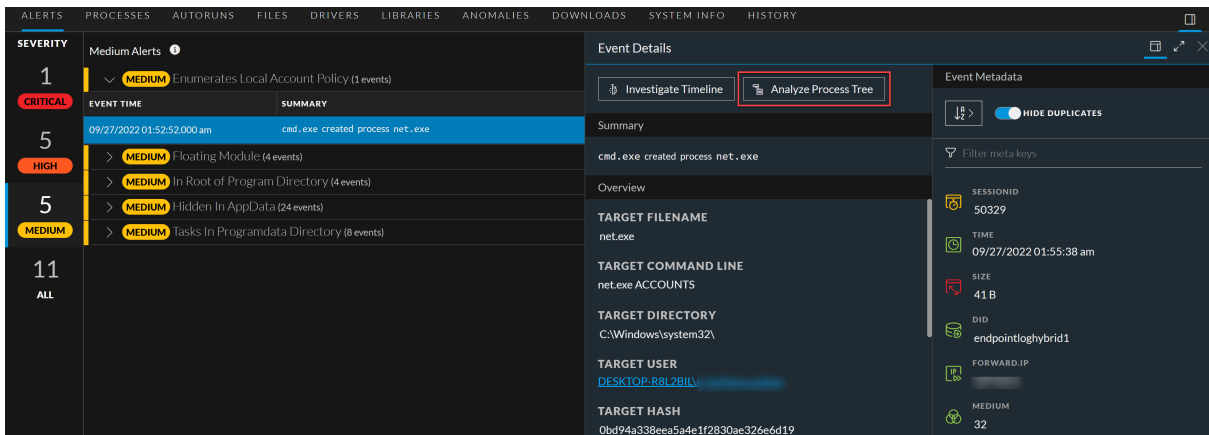 ALERTS PROCESSES AUTORUNS FILES DRIVERS LIBRARIES ANOMALIES DOWNLOADS SYSTEM INFO HISTORY
SEVERITY
1
CRITICAL
5
HIGH
5
MEDIUM
11
ALL
Medium Alerts
MEDIUM Enumerates Local Account Policy (1 events)
EVENT TIME SUMMARY
09/27/2022 01:52:52.000 am cmd.exe created process net.exe
MEDIUM Floating Module (4 events)
MEDIUM In Root of Program Directory (4 events)
MEDIUM Hidden In AppData (24 events)
MEDIUM Tasks In Programdata Directory (8 events)
Event Details
Investigate Timeline Analyze Process Tree
Summary
cmd.exe created process net.exe
Overview
TARGET FILENAME
net.exe
TARGET COMMAND LINE
net.exe ACCOUNTS
TARGET DIRECTORY
C:\Windows\system32\
TARGET USER
DESKTOP-R8L2BIL\
TARGET HASH
0bd94a338eea5a4e1f2830ae326e6d19
Event Metadata
HIDE DUPLICATES
Filter meta keys
SESSIONID
50329
TIME
09/27/2022 01:55:38 am
SIZE
41 B
DID
endpointloghybrid1
FORWARD.IP
MEDIUM
32